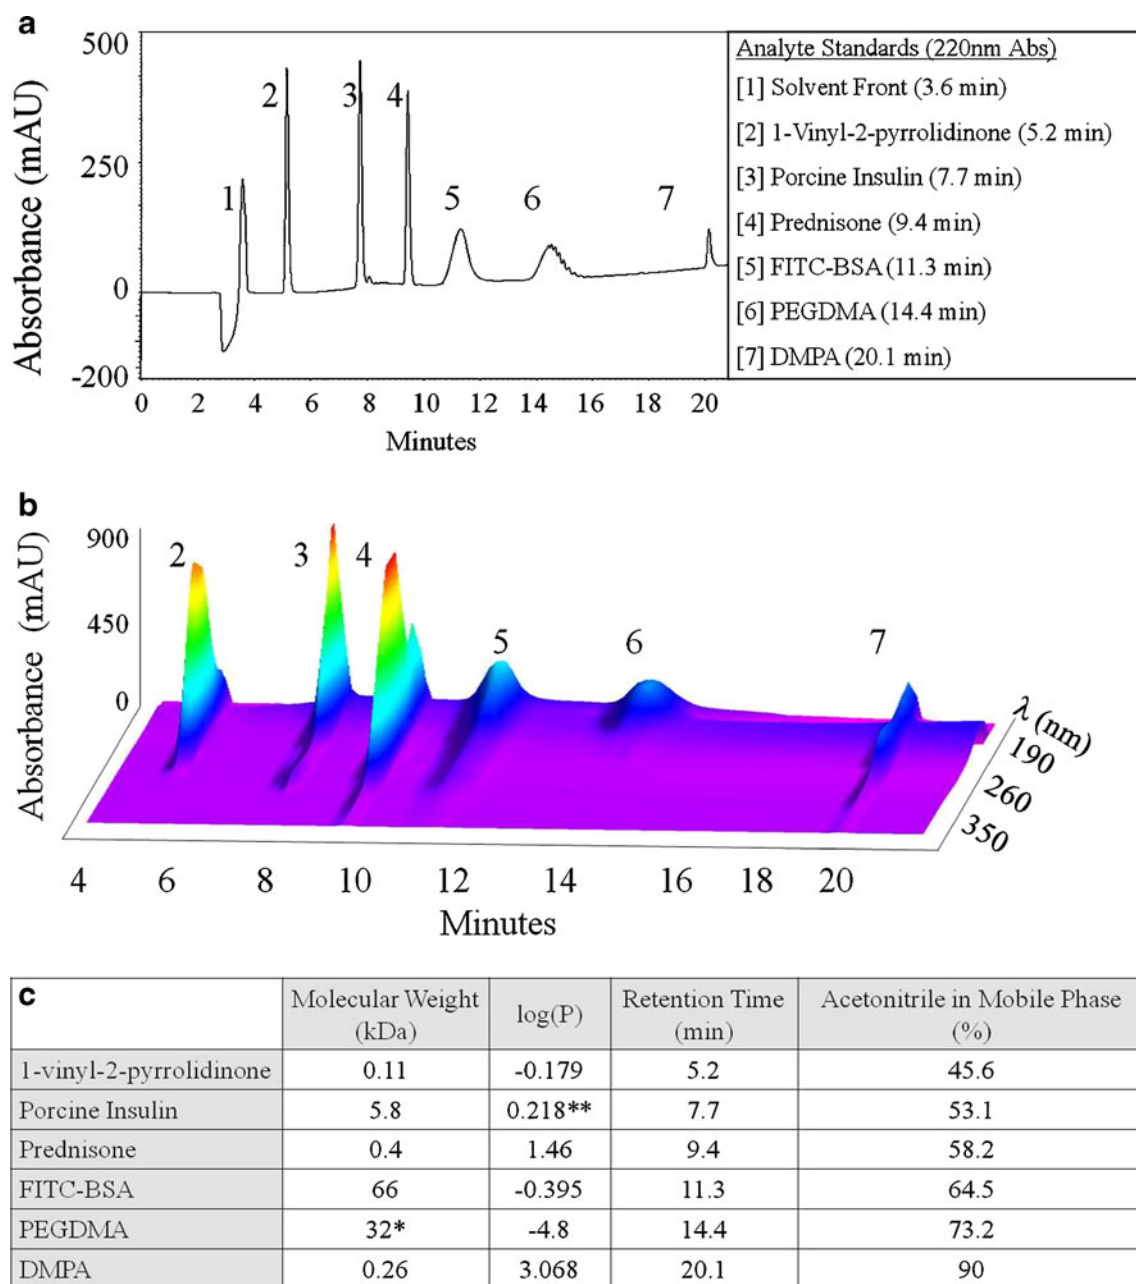 a
500
250
0
-200
Absorbance (mAU)
1
2
3
4
5
6
7
0 2 4 6 8 10 12 14 16 18 20
Minutes
Analyte Standards (220nm Abs)
[1] Solvent Front (3.6 min)
[2] 1-Vinyl-2-pyrrolidinone (5.2 min)
[3] Porcine Insulin (7.7 min)
[4] Prednisone (9.4 min)
[5] FITC-BSA (11.3 min)
[6] PEGDMA (14.4 min)
[7] DMPA (20.1 min)
b
900
450
0
Absorbance (mAU)
2
3
4
5
6
7
λ (nm)
190
260
350
4 6 8 10 12 14 16 18 20
Minutes
c
Molecular Weight (kDa) log(P) Retention Time (min) Acetonitrile in Mobile Phase (%)
1-vinyl-2-pyrrolidinone 0.11 -0.179 5.2 45.6
Porcine Insulin 5.8 0.218** 7.7 53.1
Prednisone 0.4 1.46 9.4 58.2
FITC-BSA 66 -0.395 11.3 64.5
PEGDMA 32* -4.8 14.4 73.2
DMPA 0.26 3.068 20.1 90